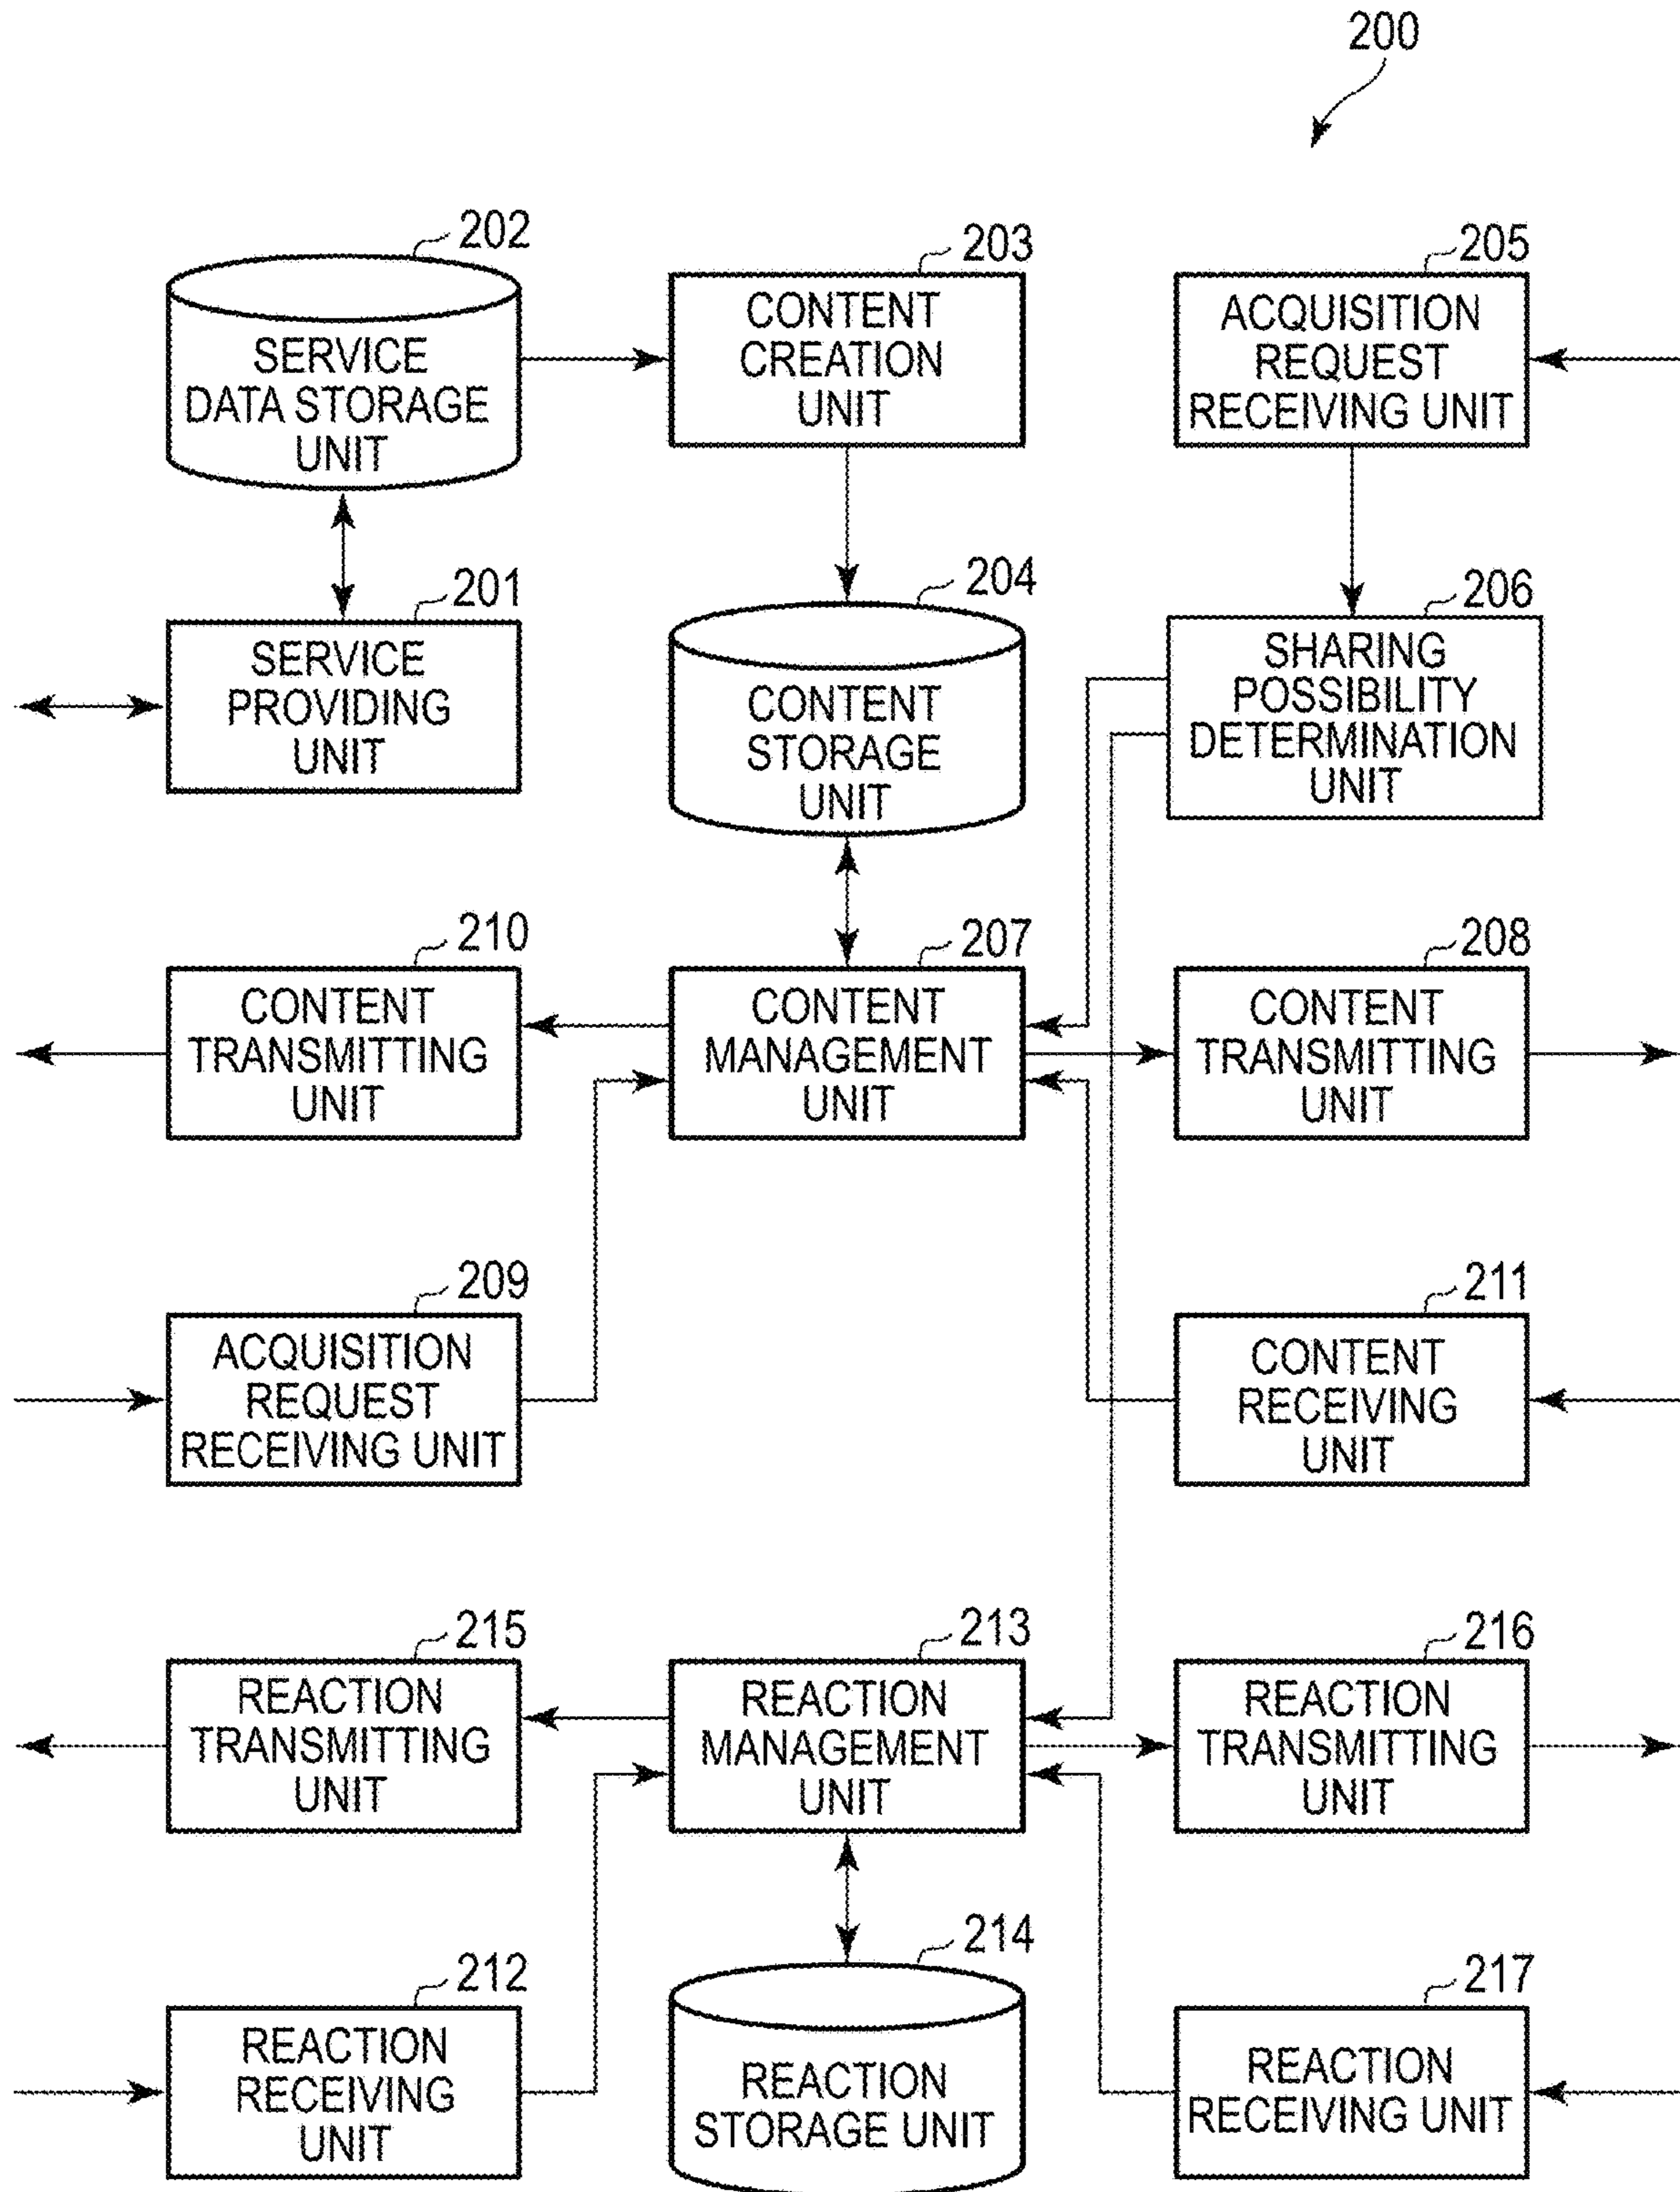 200
202
SERVICE
DATA STORAGE
UNIT
203
CONTENT
CREATION
UNIT
205
ACQUISITION
REQUEST
RECEIVING UNIT
201
SERVICE
PROVIDING
UNIT
204
CONTENT
STORAGE
UNIT
206
SHARING
POSSIBILITY
DETERMINATION
UNIT
210
CONTENT
TRANSMITTING
UNIT
207
CONTENT
MANAGEMENT
UNIT
208
CONTENT
TRANSMITTING
UNIT
209
ACQUISITION
REQUEST
RECEIVING UNIT
211
CONTENT
RECEIVING
UNIT
215
REACTION
TRANSMITTING
UNIT
213
REACTION
MANAGEMENT
UNIT
216
REACTION
TRANSMITTING
UNIT
212
REACTION
RECEIVING
UNIT
214
REACTION
STORAGE UNIT
217
REACTION
RECEIVING UNIT